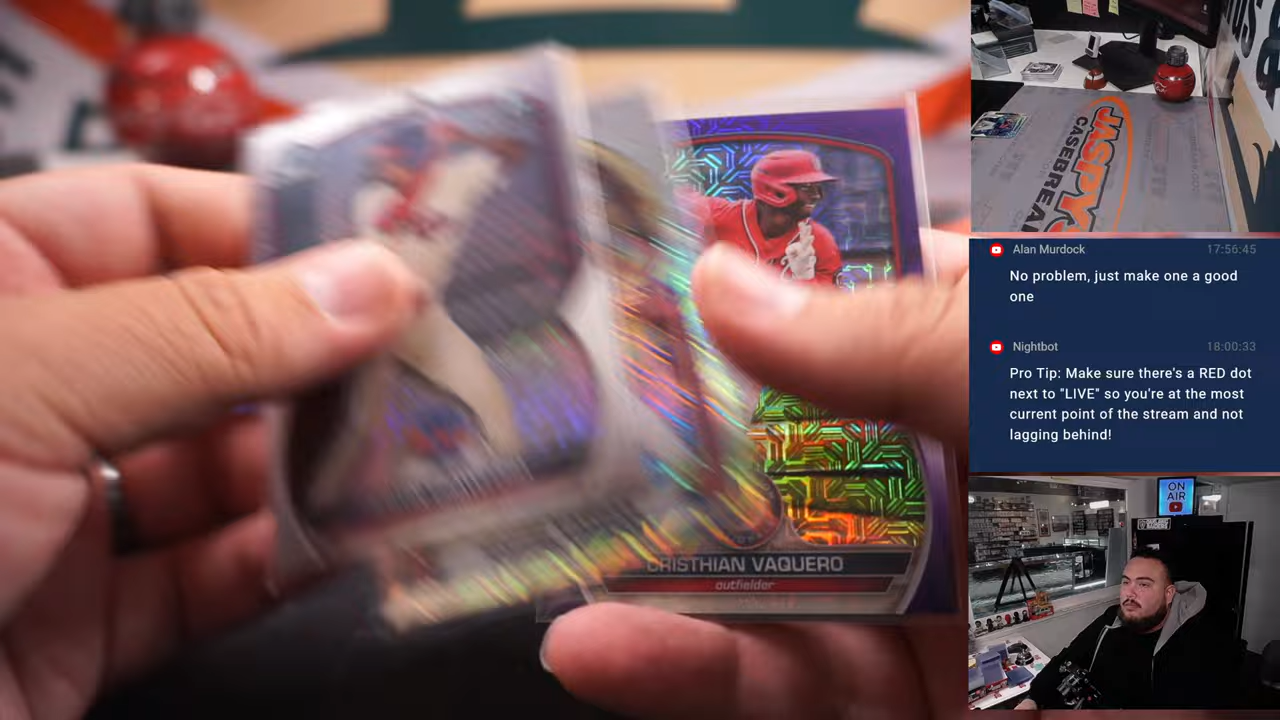 CRISTHIAN VAQUERO
outfielder
JASPY'S
CASEBREA
Alan Murdock 17:56:45
No problem, just make one a good
one
Nightbot 18:00:33
Pro Tip: Make sure there's a RED dot
next to "LIVE" so you're at the most
current point of the stream and not
lagging behind!
ON
AIR